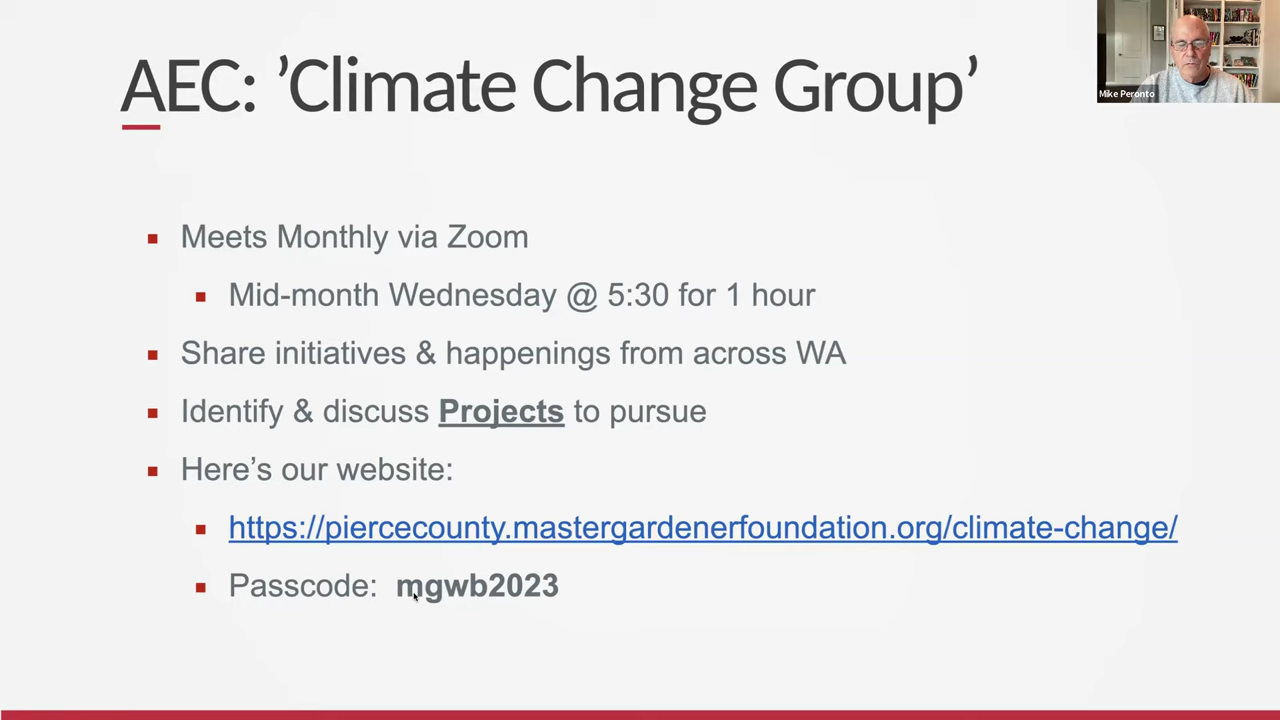 AEC: ’Climate Change Group’
Mike Peronto
Meets Monthly via Zoom
Mid-month Wednesday @ 5:30 for 1 hour
Share initiatives & happenings from across WA
Identify & discuss Projects to pursue
Here’s our website:
https://piercecounty.mastergardenerfoundation.org/climate-change/
Passcode: mgwb2023